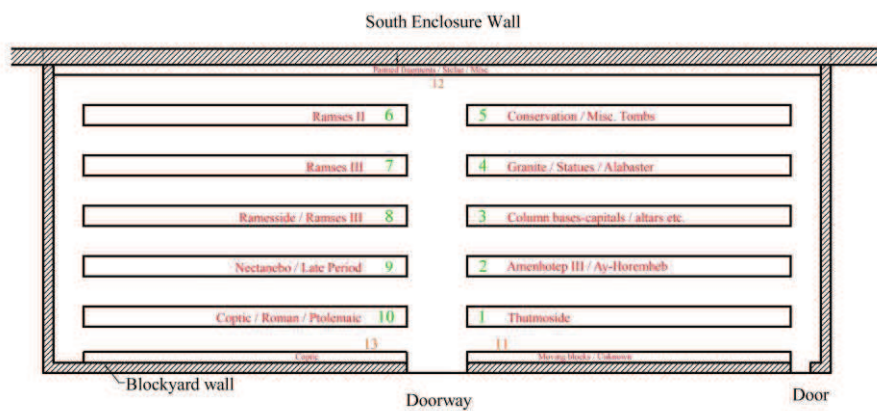 South Enclosure Wall
Painted fragments / Stelae / Misc.
12
Ramses II 6
5 Conservation / Misc. Tombs
Ramses III 7
4 Granite / Statues / Alabaster
Ramesside / Ramses III 8
3 Column bases-capitals / altars etc.
Nectanebo / Late Period 9
2 Amenhotep III / Ay-Horemheb
Coptic / Roman / Ptolemaic 10
1 Thutmoside
13
11
Coptic
Moving blocks / Unknown
Blockyard wall
Doorway
Door